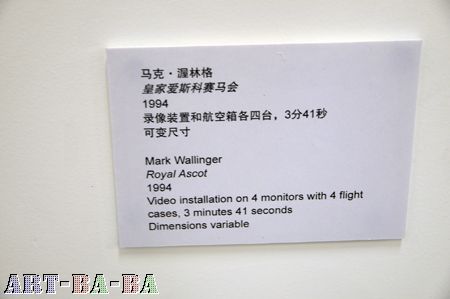 马克·渥林格
皇家爱斯科赛马会
1994
录像装置和航空箱各四台，3分41秒
可变尺寸
Mark Wallinger
Royal Ascot
1994
Video installation on 4 monitors with 4 flight
cases, 3 minutes 41 seconds
Dimensions variable
ART-BA-BA